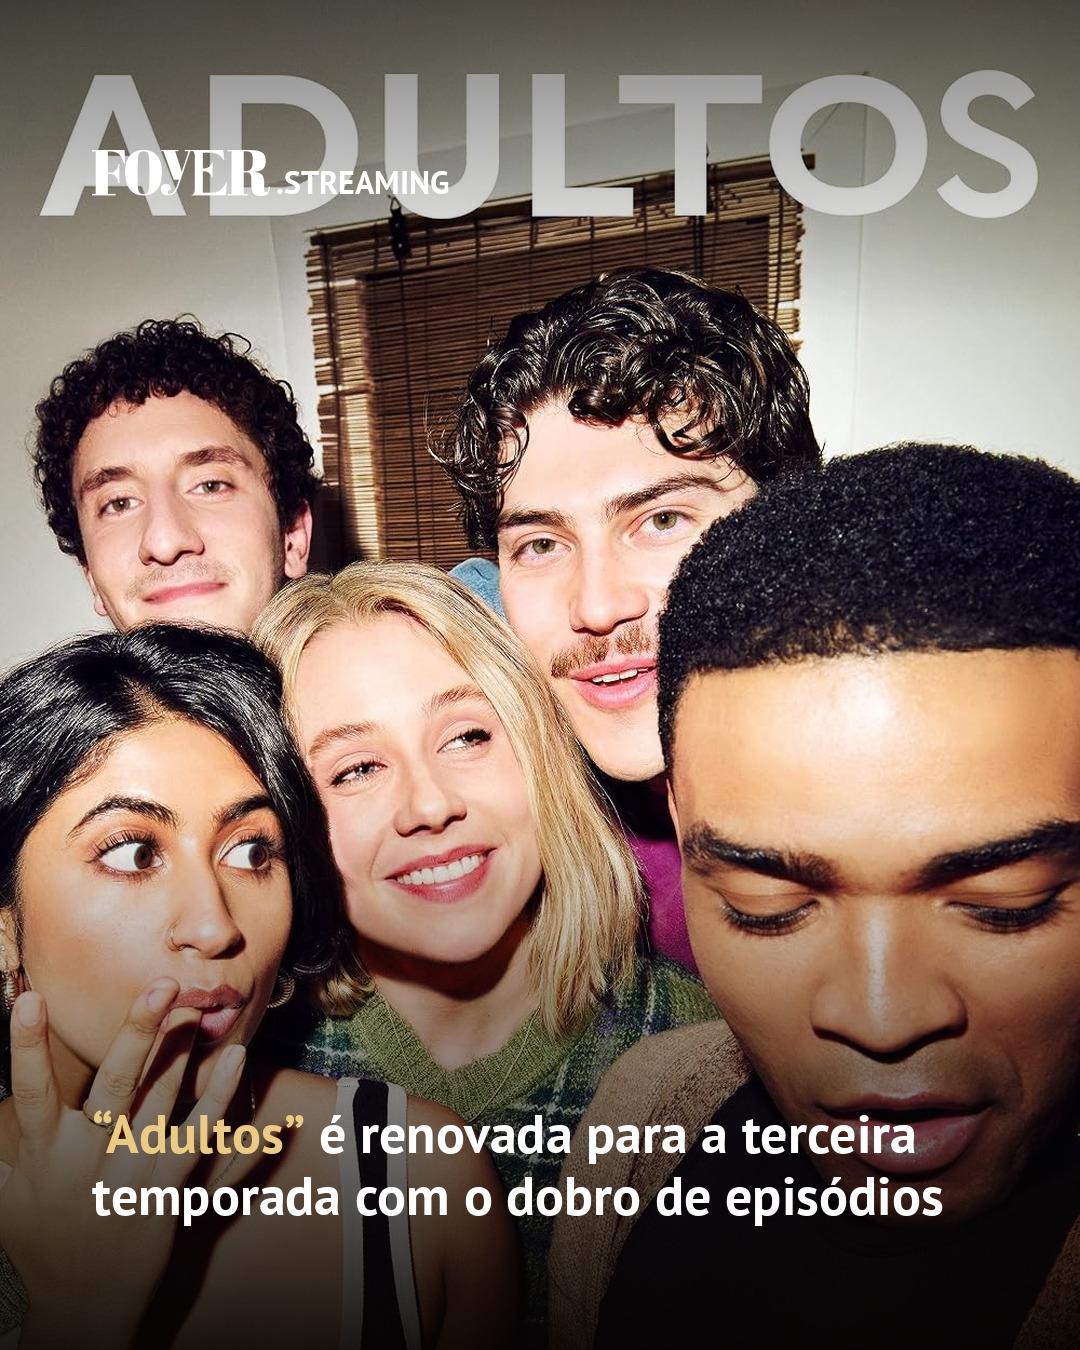 ADULTOS
FOyER.STREAMING
“Adultos” é renovada para a terceira
temporada com o dobro de episódios